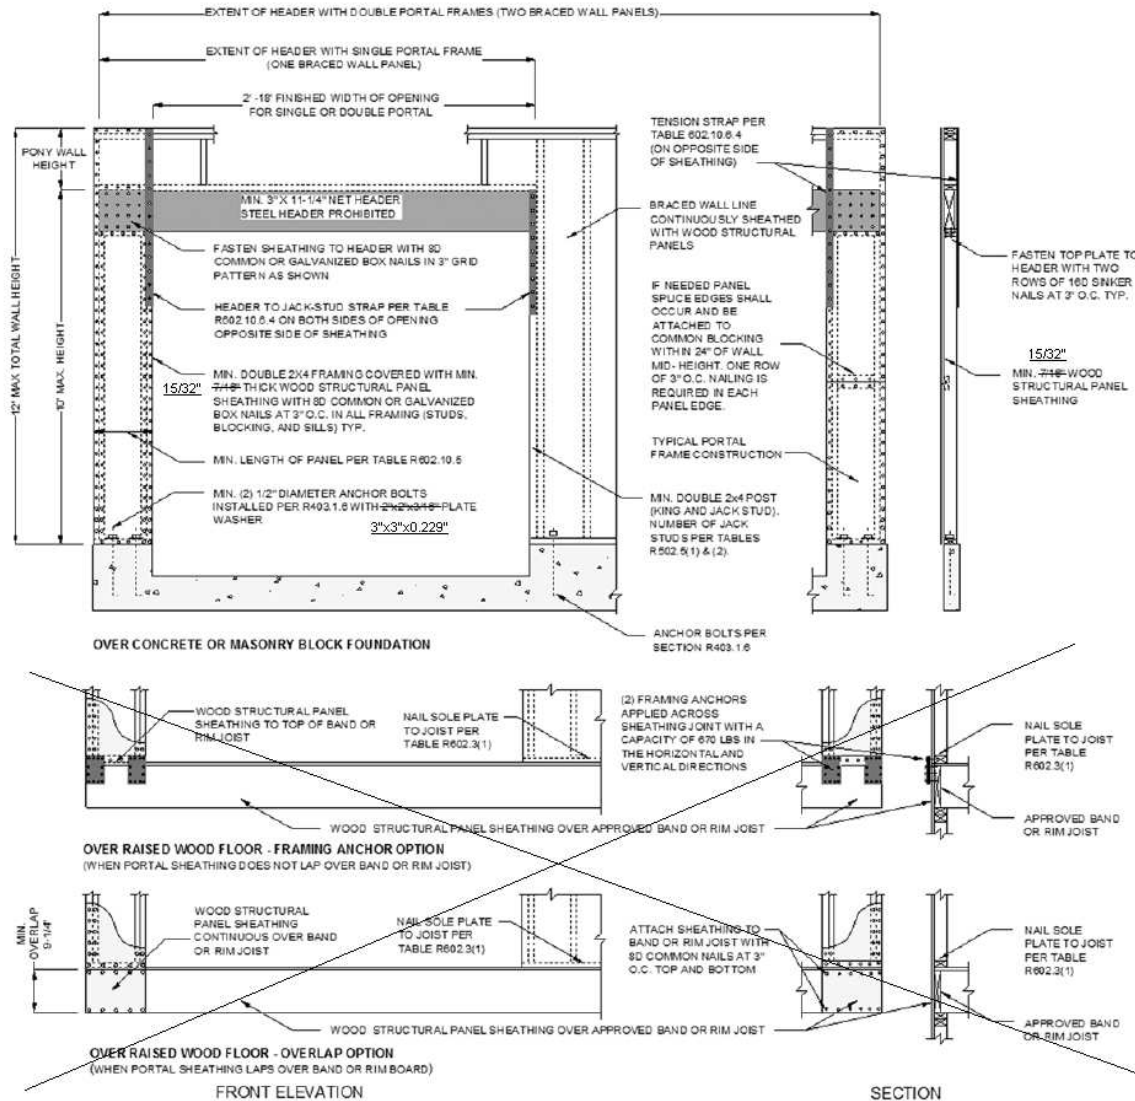 EXTENT OF HEADER WITH DOUBLE PORTAL FRAMES (TWO BRACED WALL PANELS)
EXTENT OF HEADER WITH SINGLE PORTAL FRAME
(ONE BRACED WALL PANEL)
2' -18' FINISHED WIDTH OF OPENING
FOR SINGLE OR DOUBLE PORTAL
PONY WALL
HEIGHT
12" MAX TOTAL WALL HEIGHT
10' MAX. HEIGHT
MIN. 3" X 11-1/4" NET HEADER
STEEL HEADER PROHIBITED
FASTEN SHEATHING TO HEADER WITH 8D
COMMON OR GALVANIZED BOX NAILS IN 3" GRID
PATTERN AS SHOWN
HEADER TO JACK-STUD STRAP PER TABLE
R602.10.6.4 ON BOTH SIDES OF OPENING
OPPOSITE SIDE OF SHEATHING
MIN. DOUBLE 2X4 FRAMING COVERED WITH MIN.
15/32" 7/16" THICK WOOD STRUCTURAL PANEL
SHEATHING WITH 8D COMMON OR GALVANIZED
BOX NAILS AT 3" O.C. IN ALL FRAMING (STUDS,
BLOCKING, AND SILLS) TYP.
MIN. LENGTH OF PANEL PER TABLE R602.10.5
MIN. (2) 1/2" DIAMETER ANCHOR BOLTS
INSTALLED PER R403.1.6 WITH 2"x2"x3/16" PLATE
WASHER
3"x3"x0.229"
TENSION STRAP PER
TABLE 602.10.6.4
(ON OPPOSITE SIDE
OF SHEATHING)
BRACED WALL LINE
CONTINUOUSLY SHEATHED
WITH WOOD STRUCTURAL
PANELS
IF NEEDED PANEL
SPLICE EDGES SHALL
OCCUR AND BE
ATTACHED TO
COMMON BLOCKING
WITHIN 24" OF WALL
MID- HEIGHT. ONE ROW
OF 3" O.C. NAILING IS
REQUIRED IN EACH
PANEL EDGE.
TYPICAL PORTAL
FRAME CONSTRUCTION
MIN. DOUBLE 2x4 POST
(KING AND JACK STUD).
NUMBER OF JACK
STUDS PER TABLES
R502.5(1) & (2).
ANCHOR BOLTS PER
SECTION R403.1.6
FASTEN TOP PLATE TO
HEADER WITH TWO
ROWS OF 16D SINKER
NAILS AT 3" O.C. TYP.
15/32"
MIN. 7/16" WOOD
STRUCTURAL PANEL
SHEATHING
OVER CONCRETE OR MASONRY BLOCK FOUNDATION
WOOD STRUCTURAL PANEL
SHEATHING TO TOP OF BAND OR
RIM JOIST
NAIL SOLE PLATE
TO JOIST PER
TABLE R602.3(1)
(2) FRAMING ANCHORS
APPLIED ACROSS
SHEATHING JOINT WITH A
CAPACITY OF 670 LBS IN
THE HORIZONTAL AND
VERTICAL DIRECTIONS
NAIL SOLE
PLATE TO JOIST
PER TABLE
R602.3(1)
WOOD STRUCTURAL PANEL SHEATHING OVER APPROVED BAND OR RIM JOIST
APPROVED BAND
OR RIM JOIST
OVER RAISED WOOD FLOOR - FRAMING ANCHOR OPTION
(WHEN PORTAL SHEATHING DOES NOT LAP OVER BAND OR RIM JOIST)
MIN.
OVERLAP
9-1/4"
WOOD STRUCTURAL
PANEL SHEATHING
CONTINUOUS OVER BAND
OR RIM JOIST
NAIL SOLE PLATE
TO JOIST PER
TABLE R602.3(1)
ATTACH SHEATHING TO
BAND OR RIM JOIST WITH
8D COMMON NAILS AT 3"
O.C. TOP AND BOTTOM
NAIL SOLE
PLATE TO JOIST
PER TABLE
R602.3(1)
WOOD STRUCTURAL PANEL SHEATHING OVER APPROVED BAND OR RIM JOIST
APPROVED BAND
OR RIM JOIST
OVER RAISED WOOD FLOOR - OVERLAP OPTION
(WHEN PORTAL SHEATHING LAPS OVER BAND OR RIM BOARD)
FRONT ELEVATION
SECTION